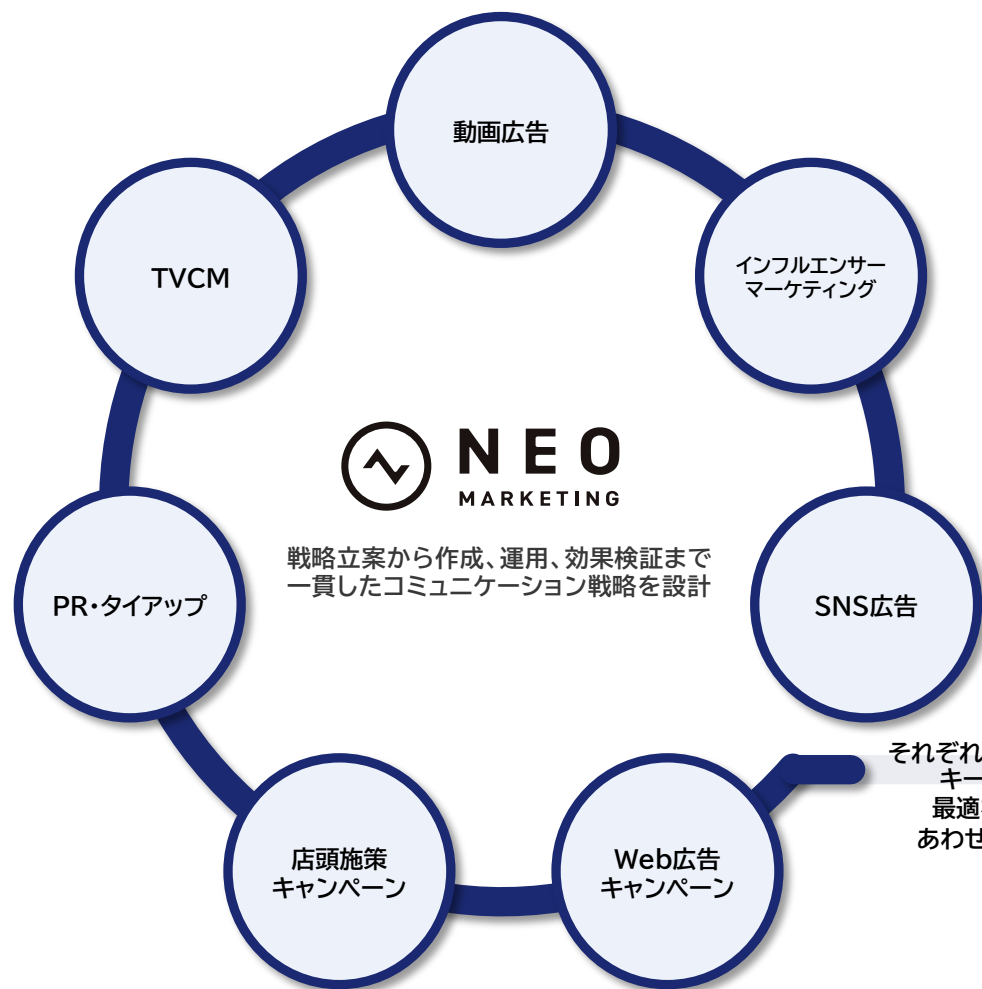 動画広告
TVCM
インフルエンサー
マーケティング
NEO
MARKETING
戦略立案から作成、運用、効果検証まで
一貫したコミュニケーション戦略を設計
PR・タイアップ
SNS広告
それぞれ
キー
最適
あわせ
店頭施策
キャンペーン
Web広告
キャンペーン